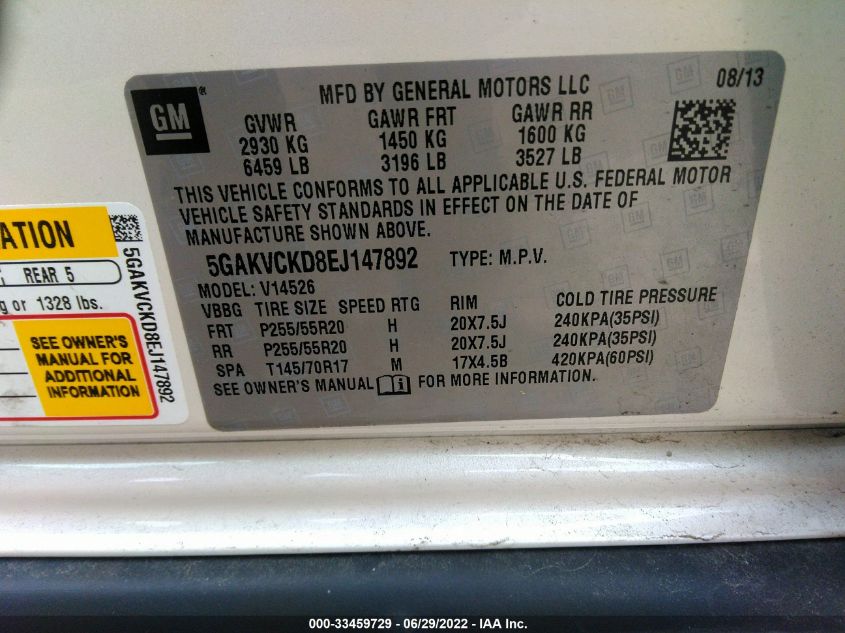 GM
®
MFD BY GENERAL MOTORS LLC
08/13
GVWR GAWR FRT GAWR RR
2930 KG 1450 KG 1600 KG
6459 LB 3196 LB 3527 LB
THIS VEHICLE CONFORMS TO ALL APPLICABLE U.S. FEDERAL MOTOR
VEHICLE SAFETY STANDARDS IN EFFECT ON THE DATE OF
MANUFACTURE SHOWN ABOVE.
5GAKVCKD8EJ147892 TYPE: M.P.V.
MODEL: V14526
VBBG TIRE SIZE SPEED RTG RIM COLD TIRE PRESSURE
FRT P255/55R20 H 20X7.5J 240KPA(35PSI)
RR P255/55R20 H 20X7.5J 240KPA(35PSI)
SPA T145/70R17 M 17X4.5B 420KPA(60PSI)
SEE OWNER'S MANUAL FOR MORE INFORMATION.
REAR 5
or 1328 lbs.
SEE OWNER'S
MANUAL FOR
ADDITIONAL
INFORMATION
5GAKVCKD8EJ147892
000-33459729 - 06/29/2022 - IAA Inc.